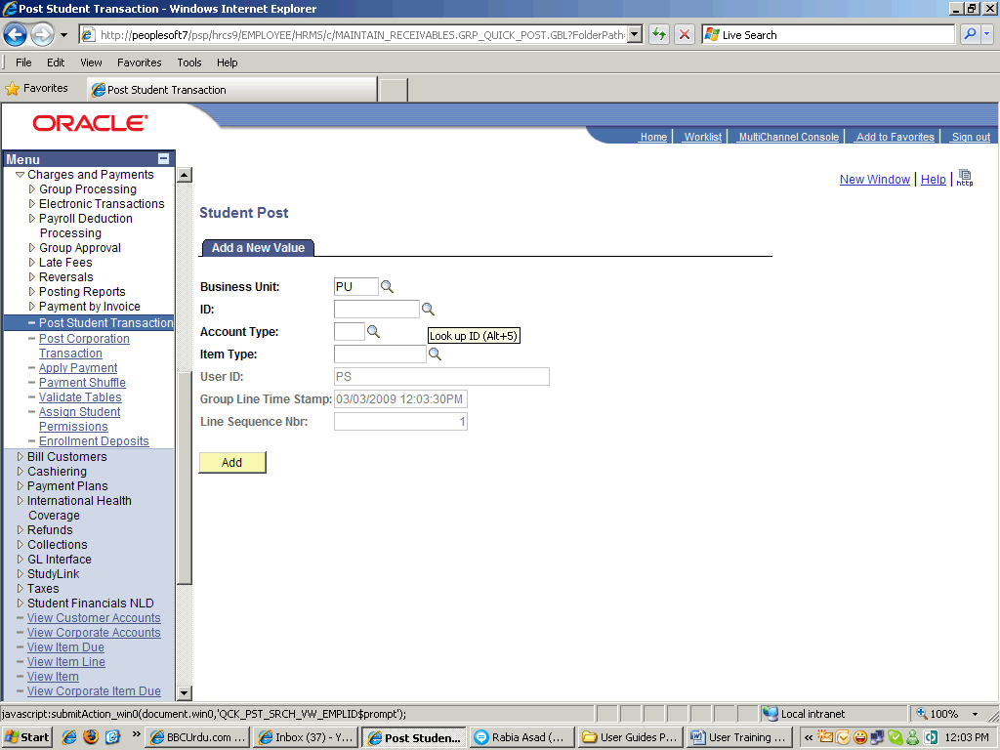 Post Student Transaction - Windows Internet Explorer
http://peoplesoft7/psp/hrcs9/EMPLOYEE/HRMS/c/MAINTAIN_RECEIVABLES.GRP_QUICK_POST.GBL?FolderPath=
Live Search
File Edit View Favorites Tools Help
Favorites
Post Student Transaction
ORACLE®
Home Worklist MultiChannel Console Add to Favorites Sign out
Menu
Charges and Payments
Group Processing
Electronic Transactions
Payroll Deduction
Processing
Group Approval
Late Fees
Reversals
Posting Reports
Payment by Invoice
Post Student Transaction
Post Corporation
Transaction
Apply Payment
Payment Shuffle
Validate Tables
Assign Student
Permissions
Enrollment Deposits
Bill Customers
Cashiering
Payment Plans
International Health
Coverage
Refunds
Collections
GL Interface
StudyLink
Taxes
Student Financials NLD
View Customer Accounts
View Corporate Accounts
View Item Due
View Item Line
View Item
View Corporate Item Due
New Window | Help | http
Student Post
Add a New Value
Business Unit: PU
ID:
Account Type:
Look up ID (Alt+5)
Item Type:
User ID: PS
Group Line Time Stamp: 03/03/2009 12:03:30PM
Line Sequence Nbr: 1
Add
javascript:submitAction_win0(document.win0,'QCK_PST_SRCH_VW_EMPLID$prompt');
Local intranet
100%
Start
»
BBCUrdu.com ...
Inbox (37) - Y...
Post Studen...
Rabia Asad (...
User Guides P...
User Training ...
«
12:03 PM